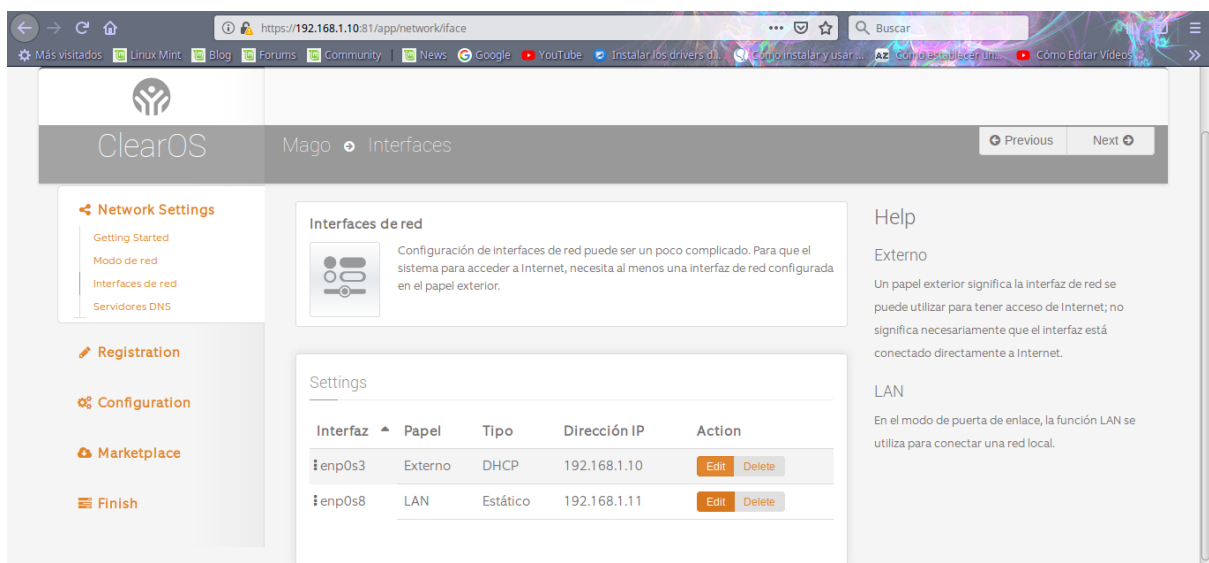 https://192.168.1.10:81/app/network/iface
Buscar
Más visitados Linux Mint Blog Forums Community News Google YouTube Instalar los drivers d... Cómo instalar y usar ... Cómo establecer un... Cómo Editar Vídeos
ClearOS
Mago Interfaces
Previous Next
Network Settings
Getting Started
Modo de red
Interfaces de red
Servidores DNS
Registration
Configuration
Marketplace
Finish
Interfaces de red
Configuración de interfaces de red puede ser un poco complicado. Para que el
sistema para acceder a Internet, necesita al menos una interfaz de red configurada
en el papel exterior.
Settings
Interfaz Papel Tipo Dirección IP Action
enp0s3 Externo DHCP 192.168.1.10 Edit Delete
enp0s8 LAN Estático 192.168.1.11 Edit Delete
Help
Externo
Un papel exterior significa la interfaz de red se
puede utilizar para tener acceso de Internet; no
significa necesariamente que el interfaz está
conectado directamente a Internet.
LAN
En el modo de puerta de enlace, la función LAN se
utiliza para conectar una red local.